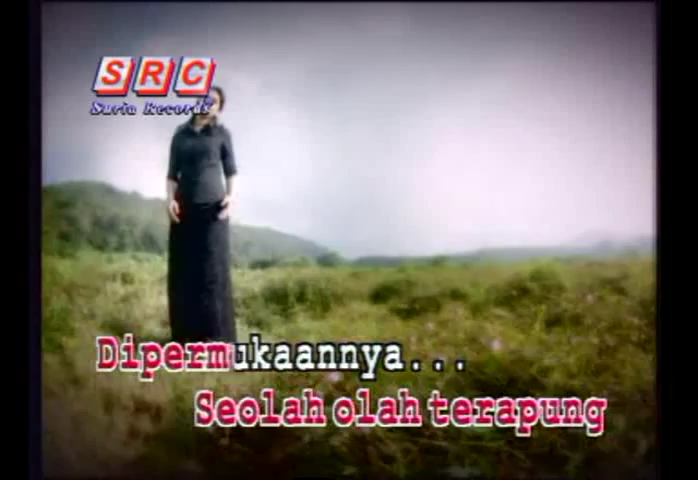 SRC
Suria Records
Dipermukaannya...
Seolah olah terapung